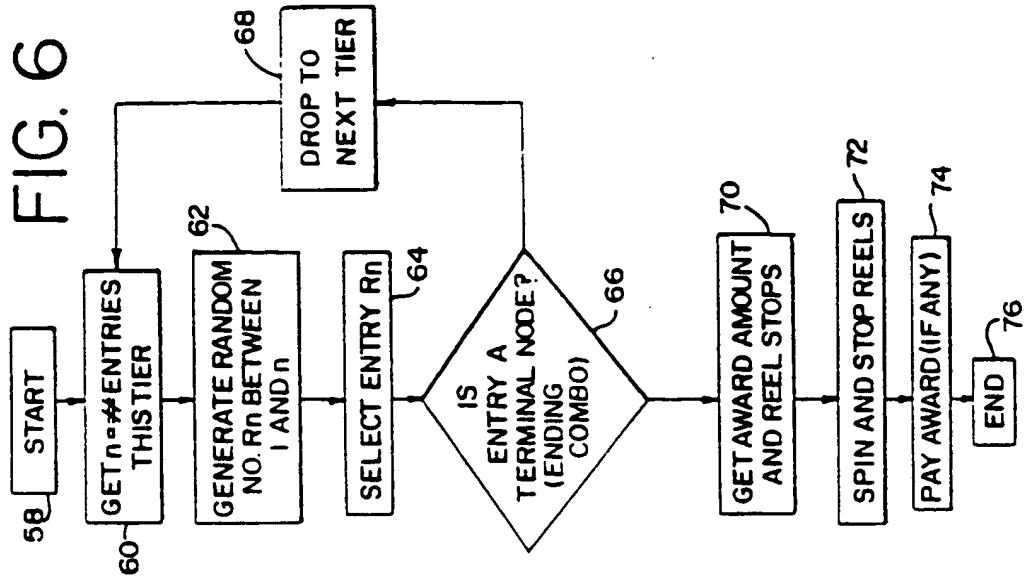 FIG. 6
START
58
GET n=# ENTRIES
THIS TIER
60
GENERATE RANDOM
NO. Rn BETWEEN
1 AND n
62
SELECT ENTRY Rn
64
IS
ENTRY A
TERMINAL NODE?
(ENDING
COMBO)
66
DROP TO
NEXT TIER
68
GET AWARD AMOUNT
AND REEL STOPS
70
SPIN AND STOP REELS
72
PAY AWARD (IF ANY)
74
END
76